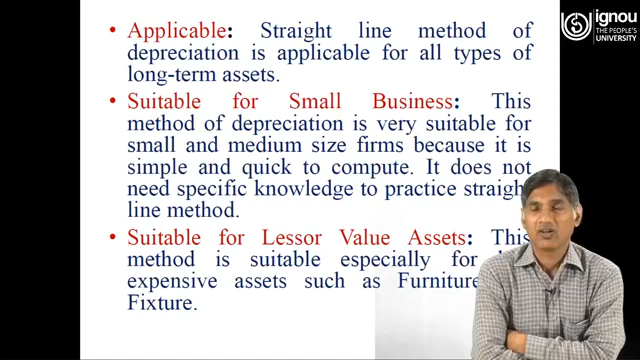 • Applicable: Straight line method of
depreciation is applicable for all types of
long-term assets.
• Suitable for Small Business: This
method of depreciation is very suitable for
small and medium size firms because it is
simple and quick to compute. It does not
need specific knowledge to practice straight
line method.
• Suitable for Lessor Value Assets: This
method is suitable especially for
expensive assets such as Furniture
Fixture.
ignou
THE PEOPLE'S
UNIVERSITY